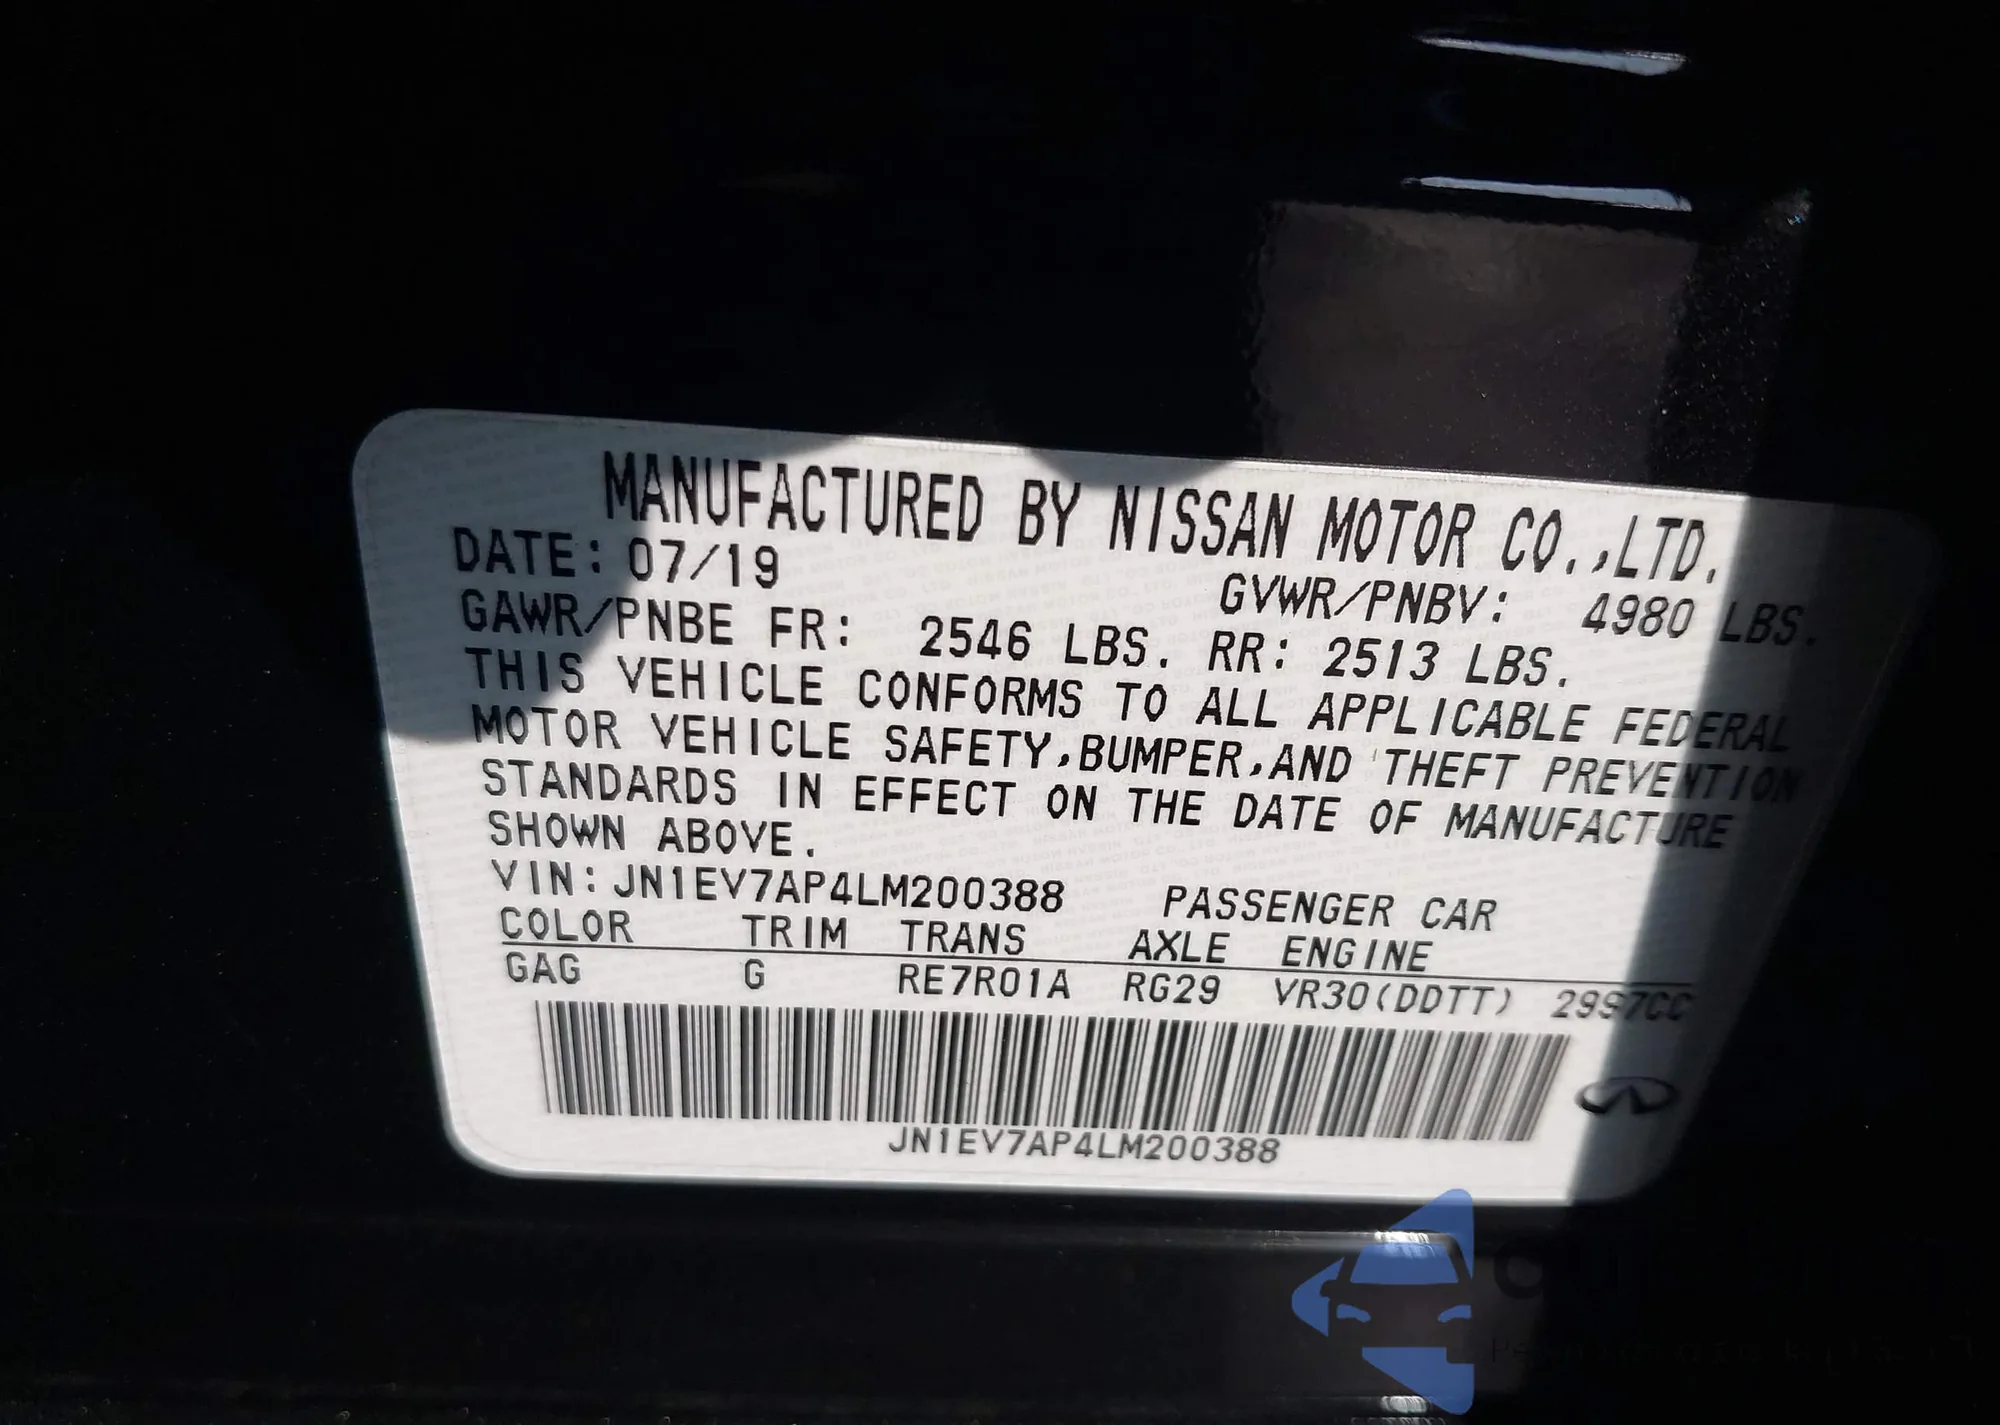 MANUFACTURED BY NISSAN MOTOR CO.,LTD.
DATE: 07/19 GVWR/PNBV: 4980 LBS.
GAWR/PNBE FR: 2546 LBS. RR: 2513 LBS.
THIS VEHICLE CONFORMS TO ALL APPLICABLE FEDERAL
MOTOR VEHICLE SAFETY,BUMPER,AND THEFT PREVENTION
STANDARDS IN EFFECT ON THE DATE OF MANUFACTURE
SHOWN ABOVE.
VIN: JN1EV7AP4LM200388 PASSENGER CAR
COLOR TRIM TRANS AXLE ENGINE
GAG G RE7R01A RG29 VR30(DDTT) 2997CC
JN1EV7AP4LM200388